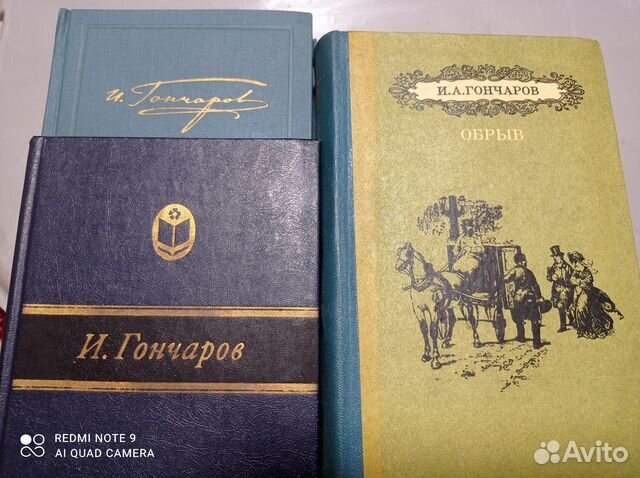 И. Гончаров
И. Гончаров
И.А.ГОНЧАРОВ
ОБРЫВ
REDMI NOTE 9
AI QUAD CAMERA
Avito